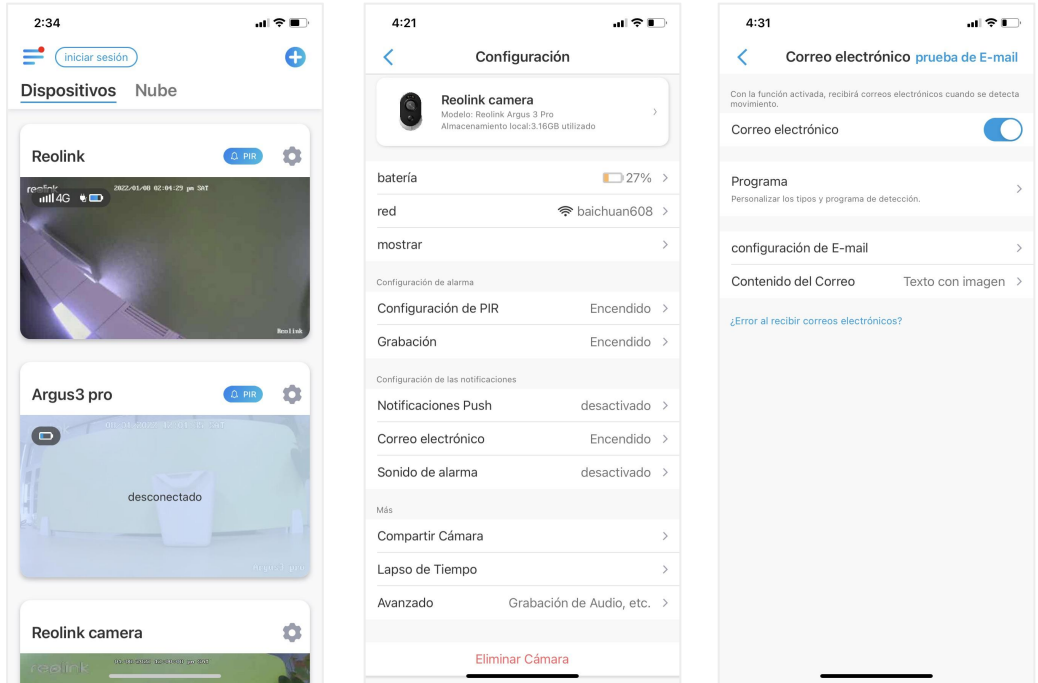 2:34
iniciar sesión
Dispositivos Nube
Reolink PIR
reolink 2022/01/08 02:04:29 pm SAT
4G
Reolink
Argus3 pro PIR
desconectado
Argus3 pro
Reolink camera
reolink
4:21
Configuración
Reolink camera
Modelo: Reolink Argus 3 Pro
Almacenamiento local:3.16GB utilizado
batería 27%
red baichuan608
mostrar
Configuración de alarma
Configuración de PIR Encendido
Grabación Encendido
Configuración de las notificaciones
Notificaciones Push desactivado
Correo electrónico Encendido
Sonido de alarma desactivado
Más
Compartir Cámara
Lapso de Tiempo
Avanzado Grabación de Audio, etc.
Eliminar Cámara
4:31
Correo electrónico prueba de E-mail
Con la función activada, recibirá correos electrónicos cuando se detecta
movimiento.
Correo electrónico
Programa
Personalizar los tipos y programa de detección.
configuración de E-mail
Contenido del Correo Texto con imagen
¿Error al recibir correos electrónicos?